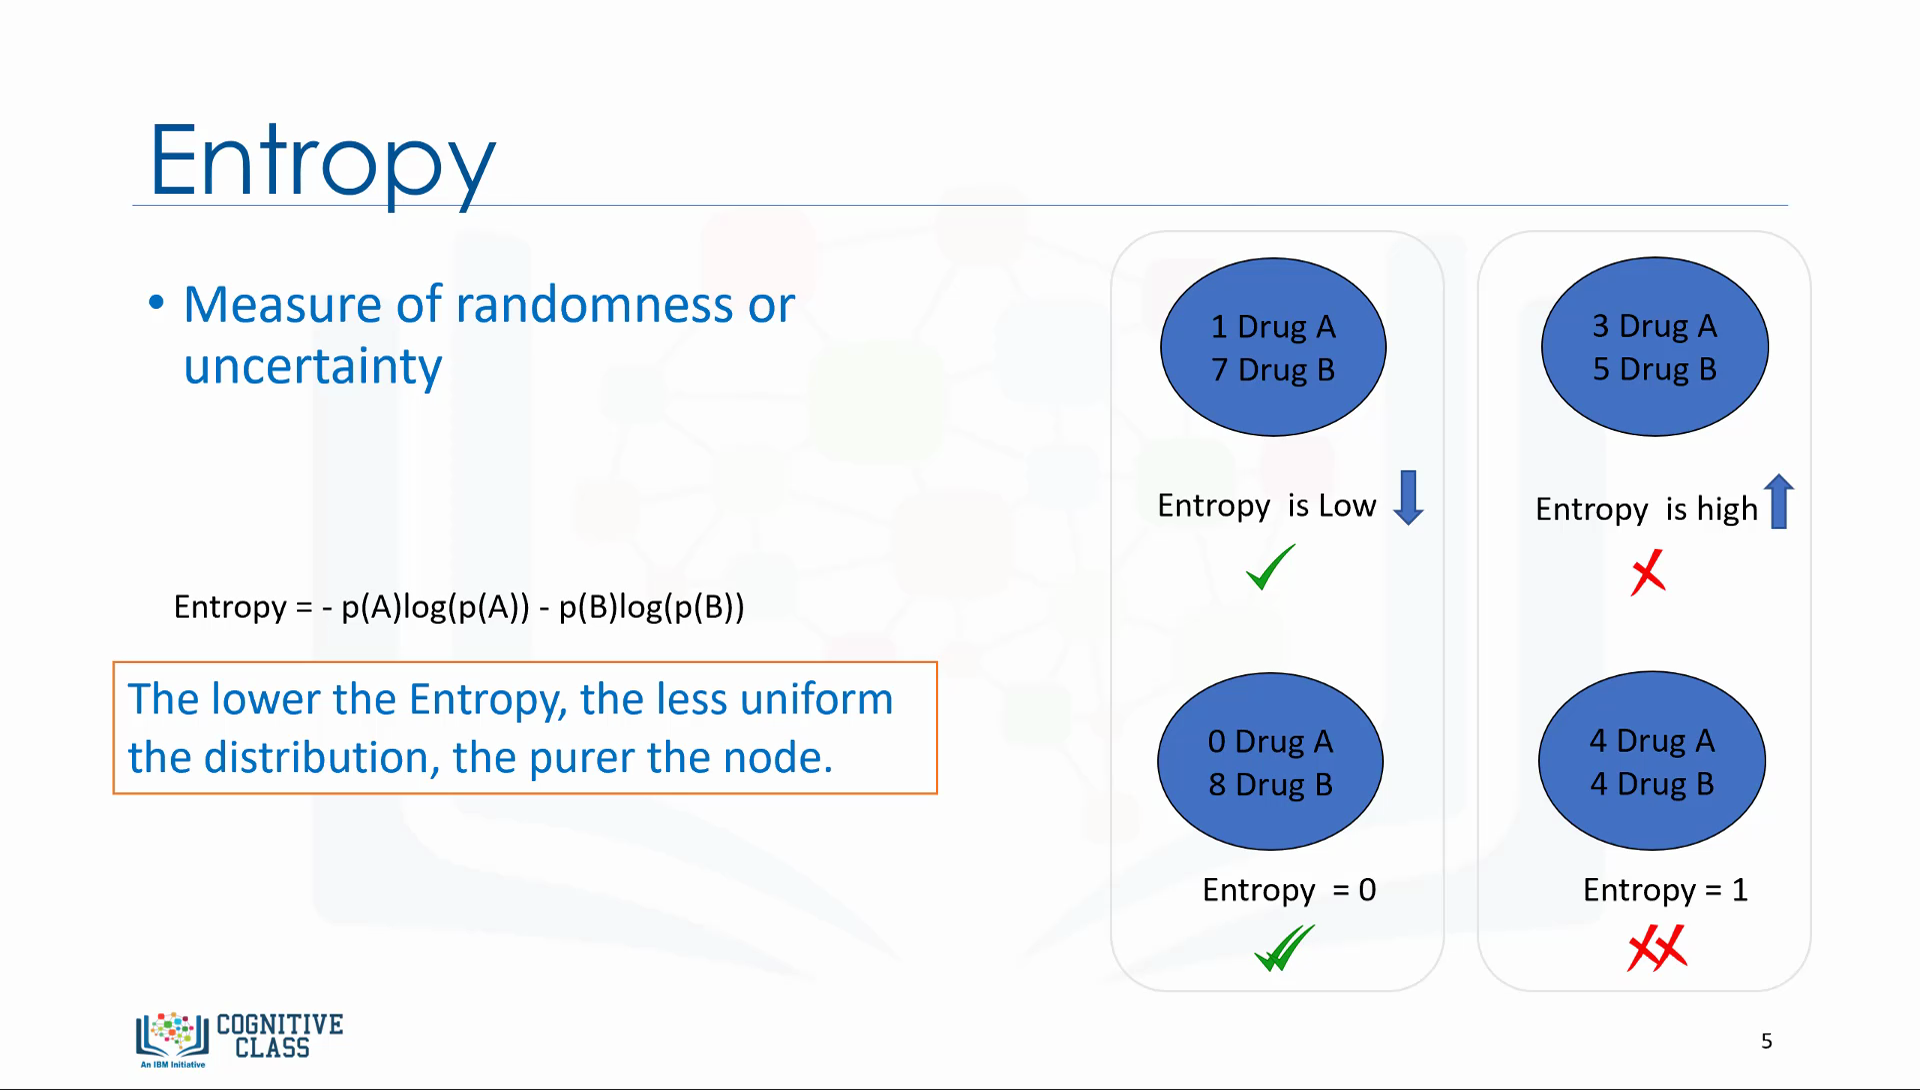 Entropy
• Measure of randomness or
uncertainty
Entropy = - p(A)log(p(A)) - p(B)log(p(B))
The lower the Entropy, the less uniform
the distribution, the purer the node.
1 Drug A
7 Drug B
Entropy is Low
0 Drug A
8 Drug B
Entropy = 0
3 Drug A
5 Drug B
Entropy is high
4 Drug A
4 Drug B
Entropy = 1
COGNITIVE
CLASS
An IBM Initiative
5